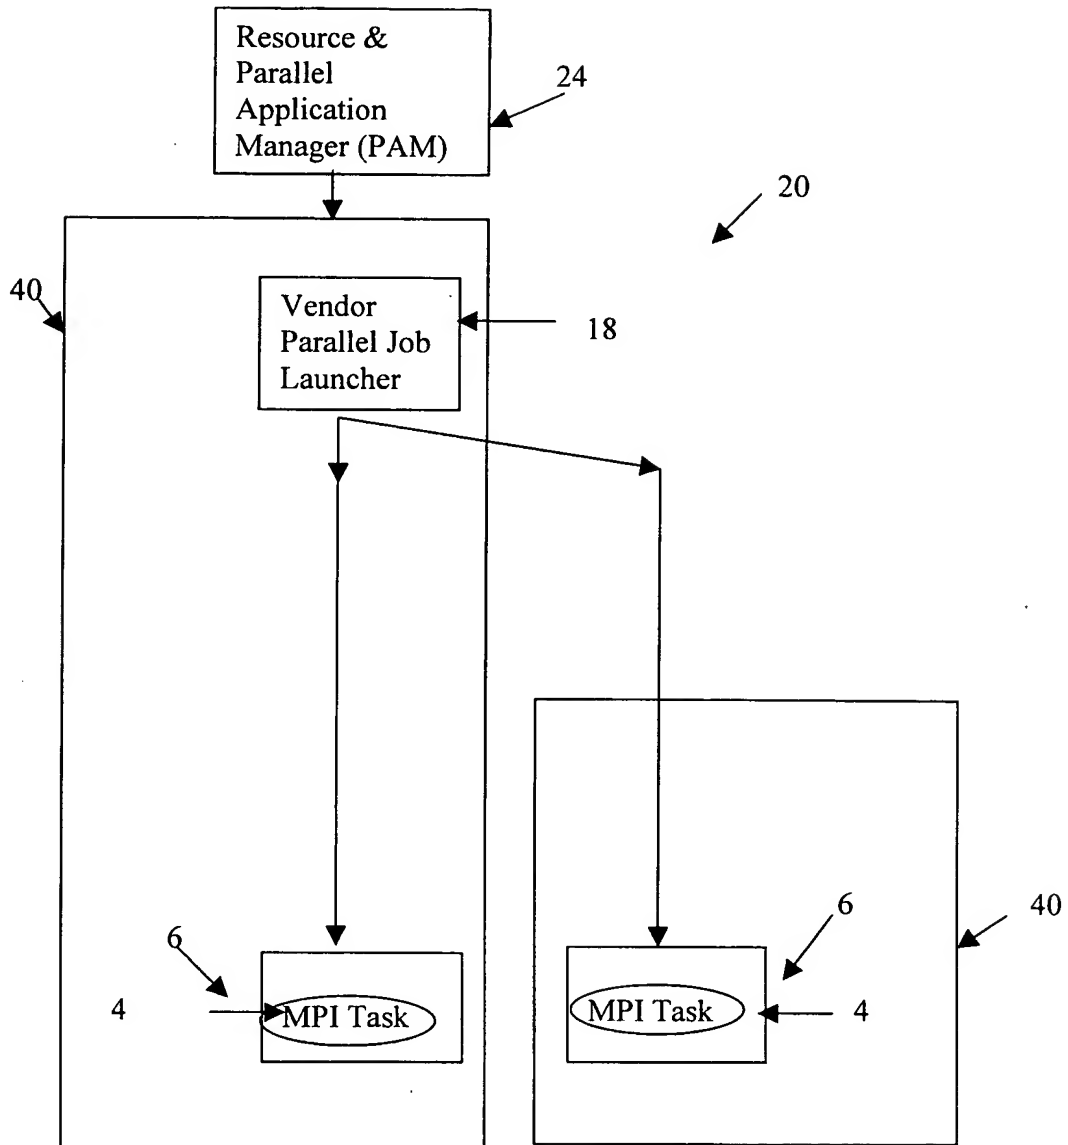 Resource &
Parallel
Application
Manager (PAM)
24
20
40
Vendor
Parallel Job
Launcher
18
6
4
MPI Task
6
MPI Task
4
40